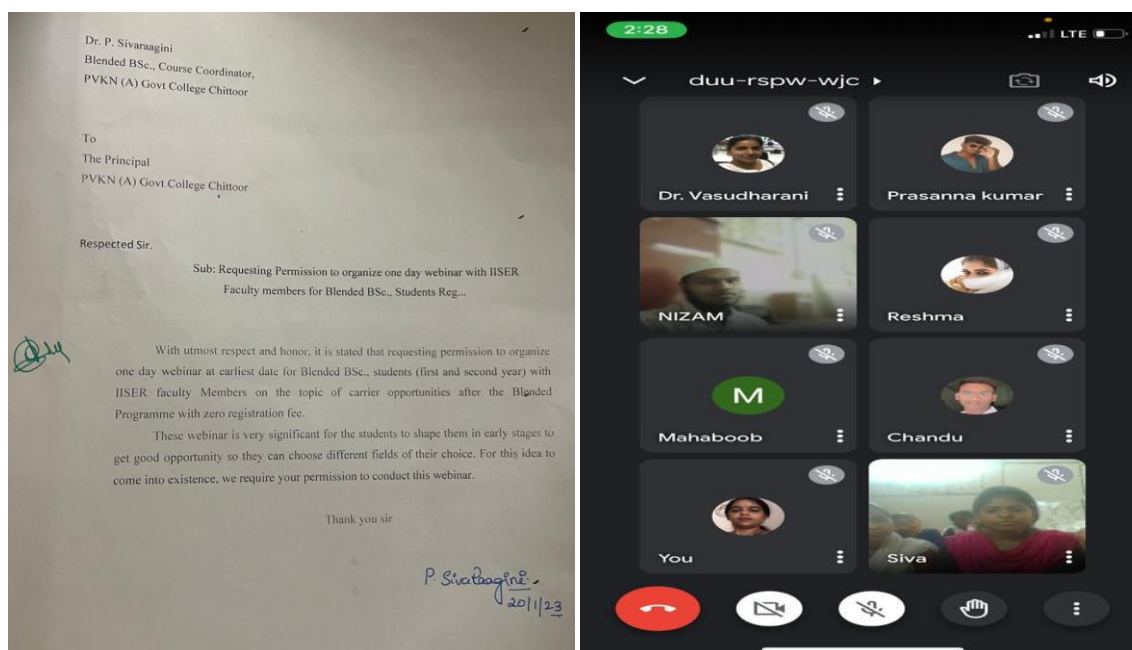 Dr. P. Sivaraagini
Blended BSc., Course Coordinator,
PVKN (A) Govt College Chittoor
To
The Principal
PVKN (A) Govt College Chittoor
Respected Sir.
Sub: Requesting Permission to organize one day webinar with IISER
Faculty members for Blended BSc., Students Reg...
With utmost respect and honor, it is stated that requesting permission to organize
one day webinar at earliest date for Blended BSc., students (first and second year) with
IISER faculty Members on the topic of carrier opportunities after the Blended
Programme with zero registration fee.
These webinar is very significant for the students to shape them in early stages to
get good opportunity so they can choose different fields of their choice. For this idea to
come into existence, we require your permission to conduct this webinar.
Thank you sir
P. Sivaraagini
20/1/23
2:28
LTE
duu-rspw-wjc
Dr. Vasudharani
Prasanna kumar
NIZAM
Reshma
M
Mahaboob
Chandu
You
Siva